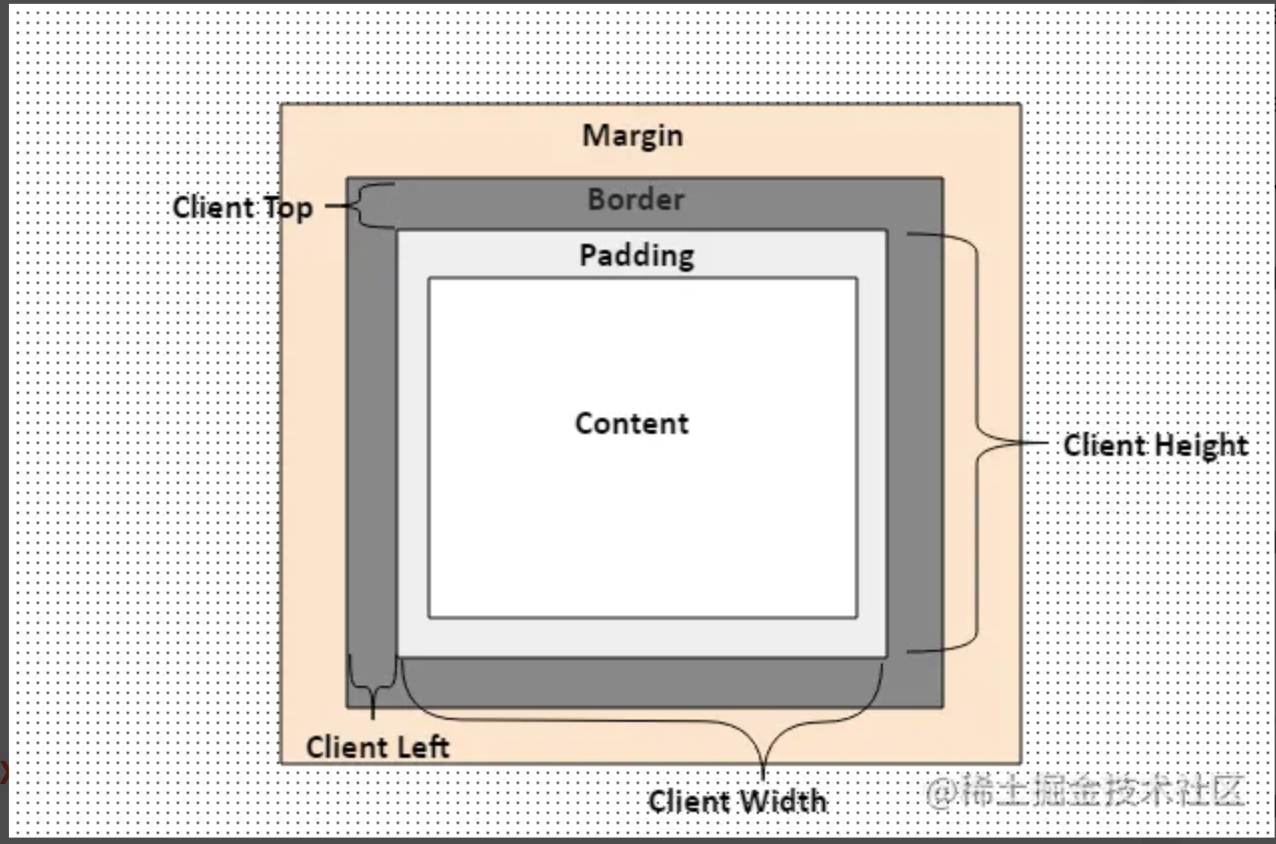 Margin
Border
Client Top
Padding
Content
Client Height
Client Left
Client Width
@稀土掘金技术社区